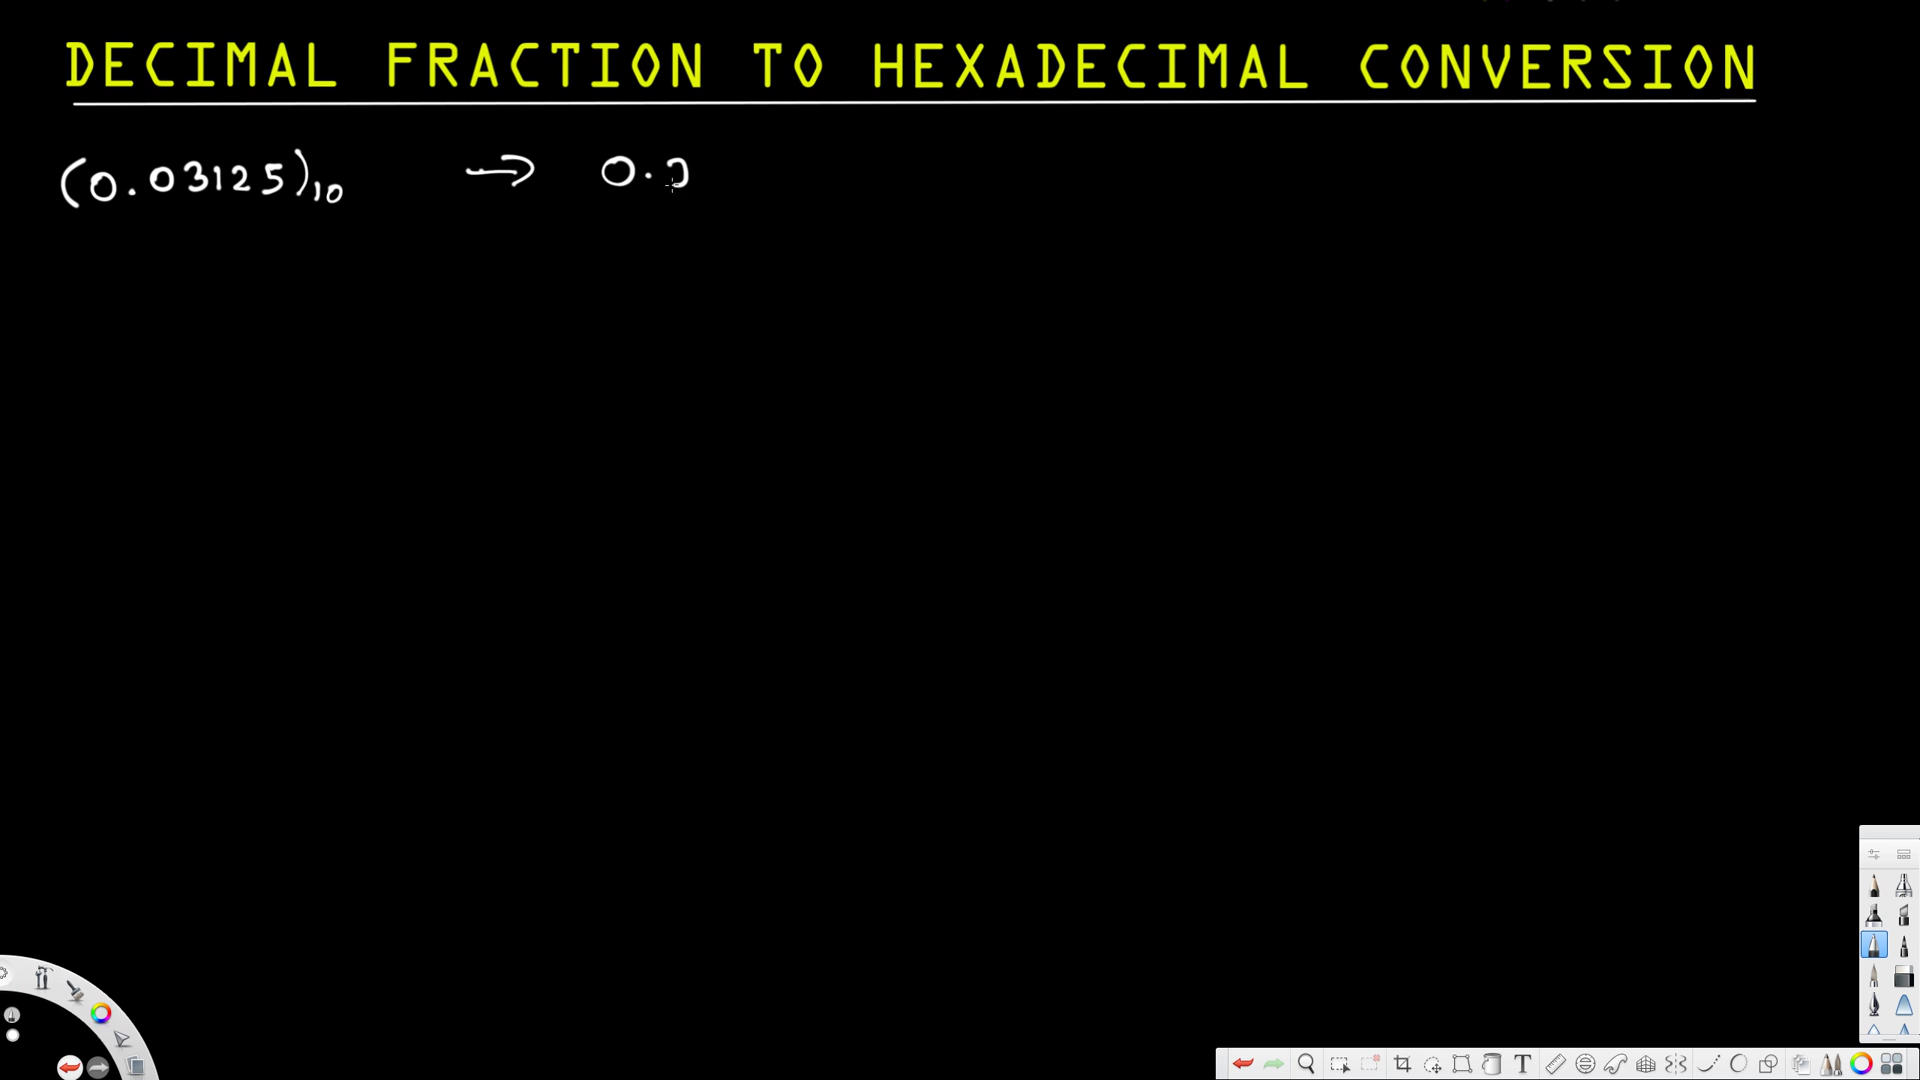 DECIMAL FRACTION TO HEXADECIMAL CONVERSION
(0.03125)₁₀ → 0.